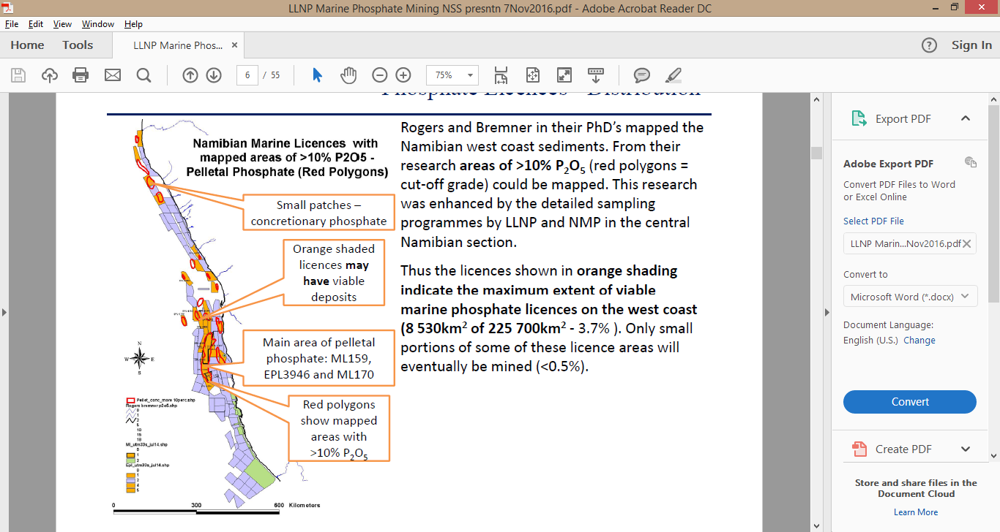 LLNP Marine Phosphate Mining NSS presntn 7Nov2016.pdf - Adobe Acrobat Reader DC
File Edit View Window Help
Home Tools LLNP Marine Phos... × ? Sign In
6 / 55 75%
Phosphate Licences - Distribution
Namibian Marine Licences with
mapped areas of >10% P2O5 -
Pelletal Phosphate (Red Polygons)
Small patches –
concretionary phosphate
Orange shaded
licences may
have viable
deposits
Main area of pelletal
phosphate: ML159,
EPL3946 and ML170
Red polygons
show mapped
areas with
>10% P₂O₅
N
W E
S
Pellet_conc_more 10perc.shp
Rogers bremner p2o5.shp
0
1
2
5
10
15
19
Ml_utm33s_jul14.shp
0
1
2
Epl_utm33s_jul14.shp
0
1
2
4
5
0 300 600 Kilometers
Rogers and Bremner in their PhD’s mapped the
Namibian west coast sediments. From their
research areas of >10% P₂O₅ (red polygons =
cut-off grade) could be mapped. This research
was enhanced by the detailed sampling
programmes by LLNP and NMP in the central
Namibian section.
Thus the licences shown in orange shading
indicate the maximum extent of viable
marine phosphate licences on the west coast
(8 530km² of 225 700km² - 3.7% ). Only small
portions of some of these licence areas will
eventually be mined (<0.5%).
Export PDF
Adobe Export PDF
Convert PDF Files to Word
or Excel Online
Select PDF File
LLNP Marin...Nov2016.pdf ×
Convert to
Microsoft Word (*.docx)
Document Language:
English (U.S.) Change
Convert
Create PDF
Store and share files in the
Document Cloud
Learn More